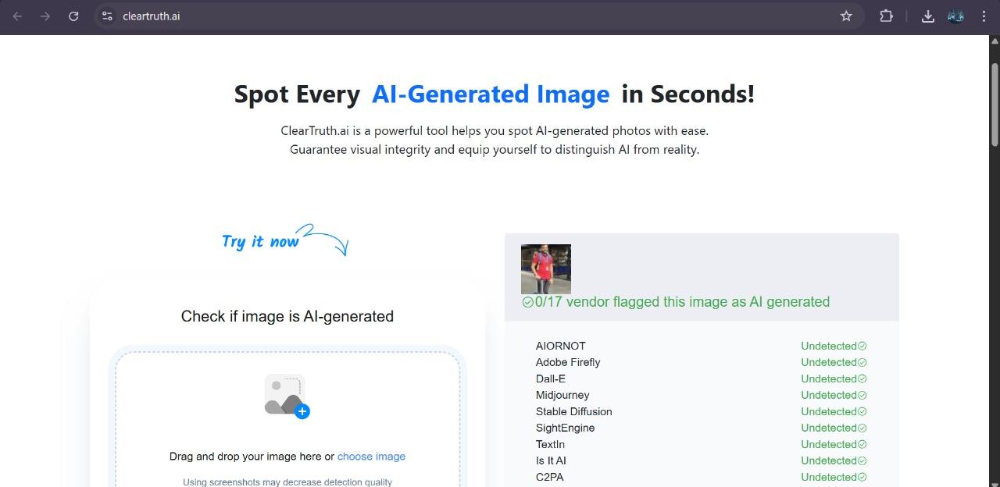 cleartruth.ai
Spot Every AI-Generated Image in Seconds!
ClearTruth.ai is a powerful tool helps you spot AI-generated photos with ease.
Guarantee visual integrity and equip yourself to distinguish AI from reality.
Try it now
Check if image is AI-generated
Drag and drop your image here or choose image
Using screenshots may decrease detection quality
0/17 vendor flagged this image as AI generated
AIORNOT Undetected
Adobe Firefly Undetected
Dall-E Undetected
Midjourney Undetected
Stable Diffusion Undetected
SightEngine Undetected
TextIn Undetected
Is It AI Undetected
C2PA Undetected